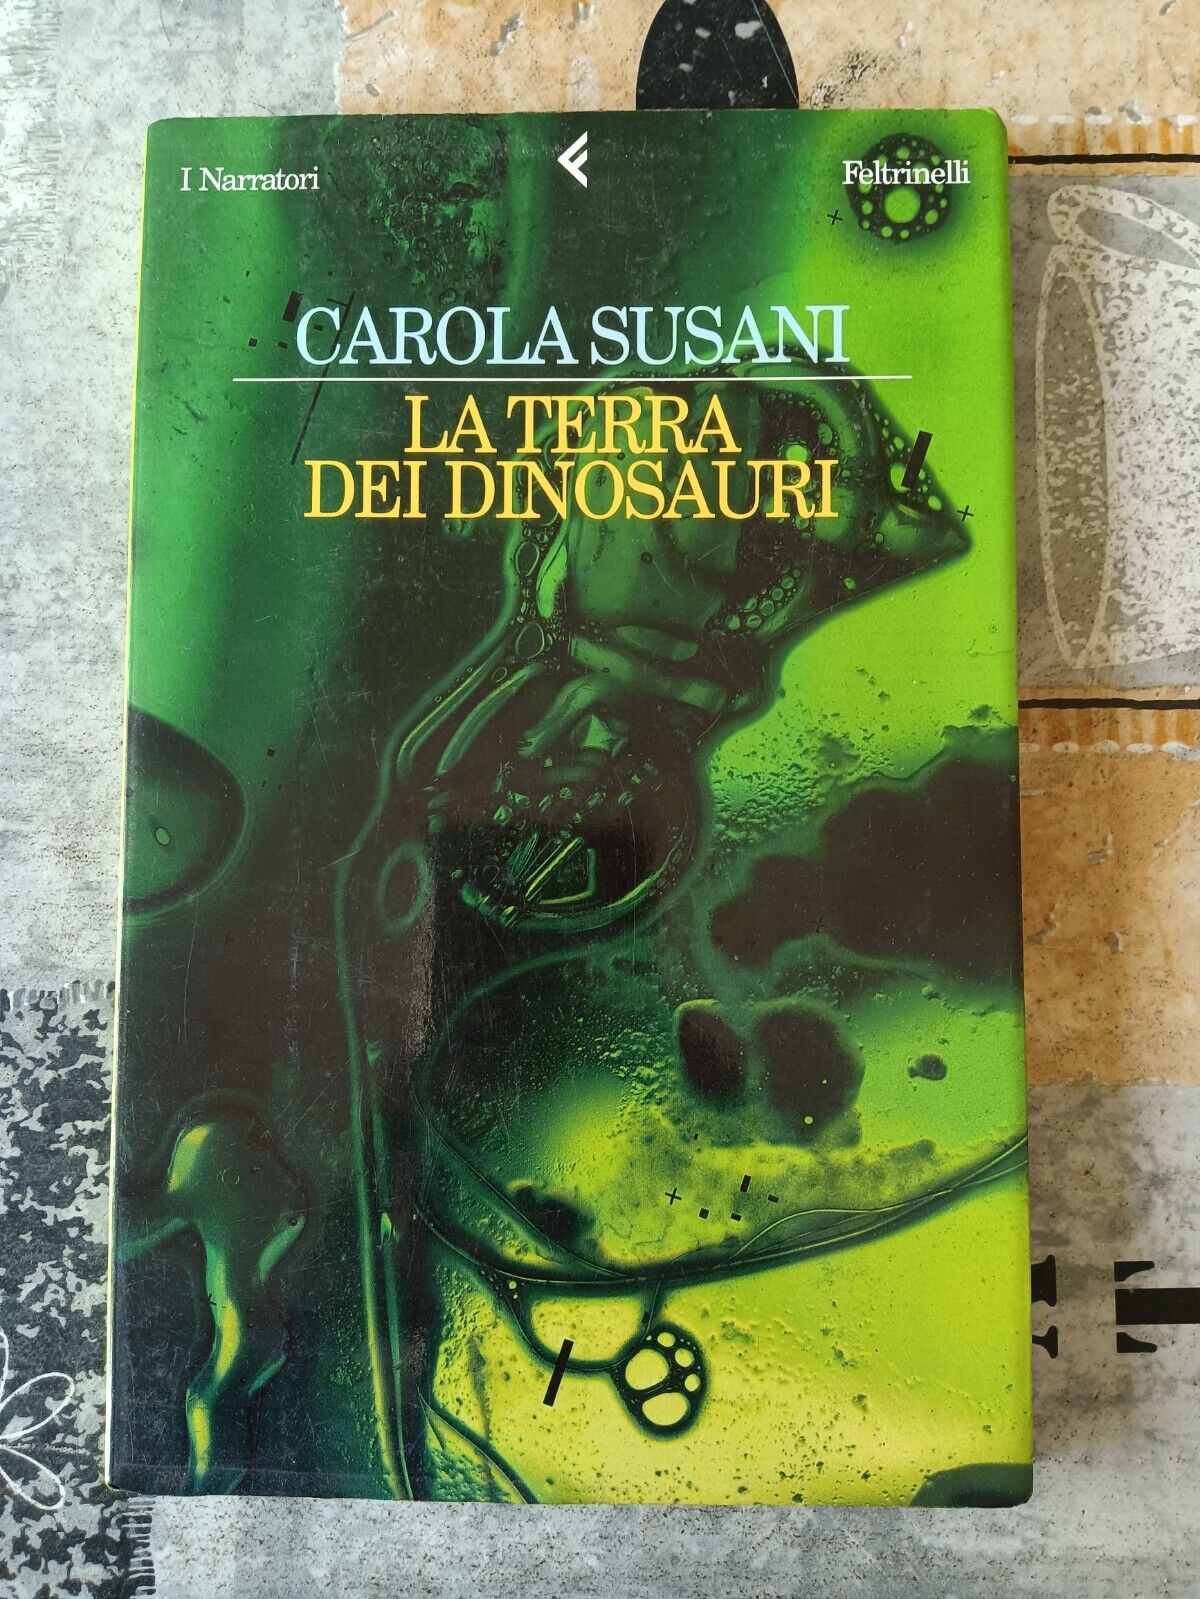 I Narratori
Feltrinelli
CAROLA SUSANI
LA TERRA
DEI DINOSAURI